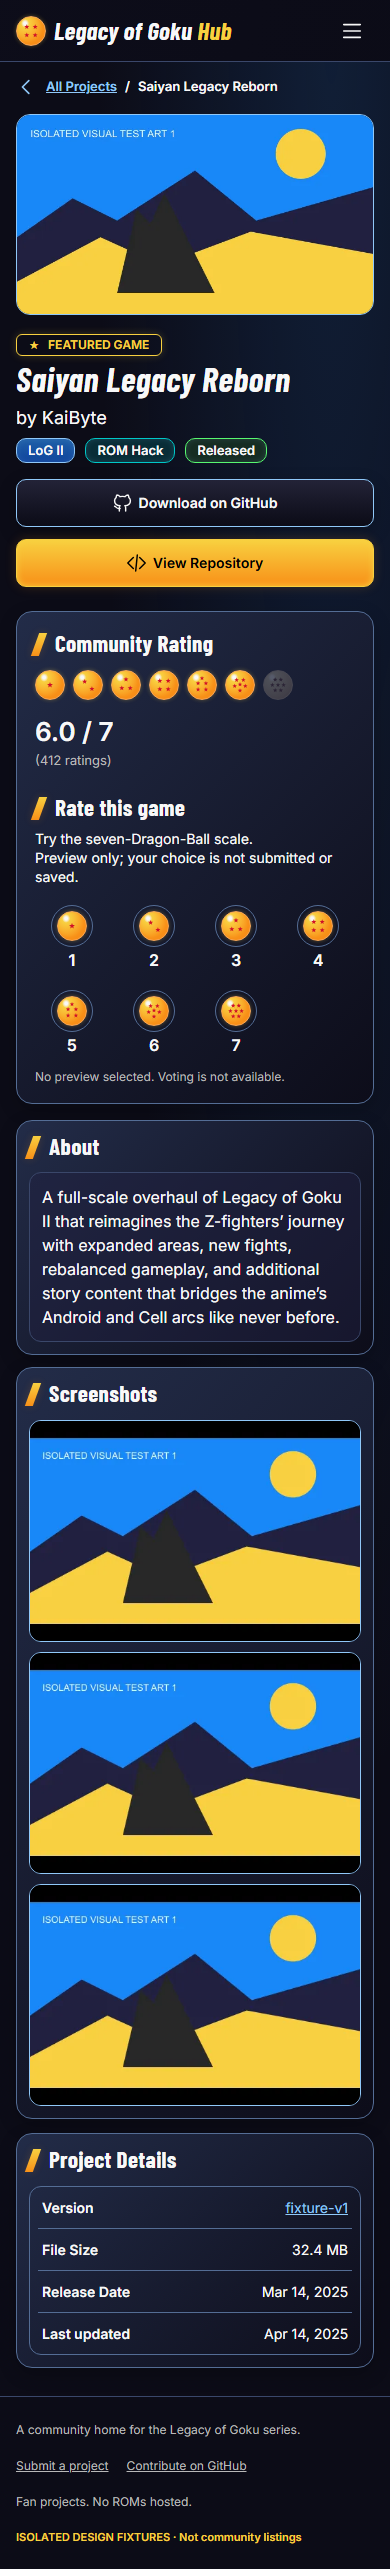 Legacy of Goku Hub
All Projects / Saiyan Legacy Reborn
ISOLATED VISUAL TEST ART 1
★ FEATURED GAME
Saiyan Legacy Reborn
by KaiByte
LoG II ROM Hack Released
Download on GitHub
View Repository
Community Rating
6.0 / 7
(412 ratings)
Rate this game
Try the seven-Dragon-Ball scale.
Preview only; your choice is not submitted or
saved.
1 2 3 4
5 6 7
No preview selected. Voting is not available.
About
A full-scale overhaul of Legacy of Goku
II that reimagines the Z-fighters’ journey
with expanded areas, new fights,
rebalanced gameplay, and additional
story content that bridges the anime’s
Android and Cell arcs like never before.
Screenshots
ISOLATED VISUAL TEST ART 1
ISOLATED VISUAL TEST ART 1
ISOLATED VISUAL TEST ART 1
Project Details
Version fixture-v1
File Size 32.4 MB
Release Date Mar 14, 2025
Last updated Apr 14, 2025
A community home for the Legacy of Goku series.
Submit a project Contribute on GitHub
Fan projects. No ROMs hosted.
ISOLATED DESIGN FIXTURES · Not community listings